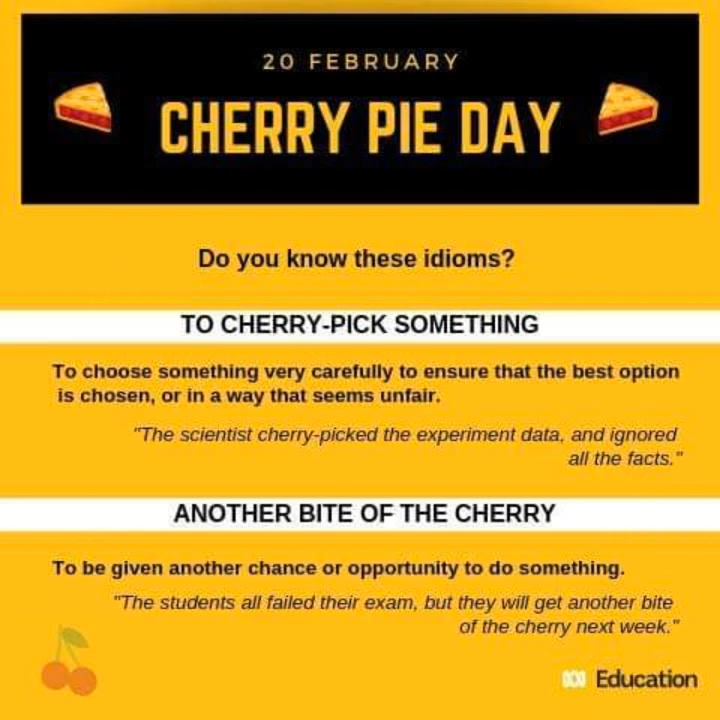 20 FEBRUARY
CHERRY PIE DAY
Do you know these idioms?
TO CHERRY-PICK SOMETHING
To choose something very carefully to ensure that the best option
is chosen, or in a way that seems unfair.
"The scientist cherry-picked the experiment data, and ignored
all the facts."
ANOTHER BITE OF THE CHERRY
To be given another chance or opportunity to do something.
"The students all failed their exam, but they will get another bite
of the cherry next week."
Education